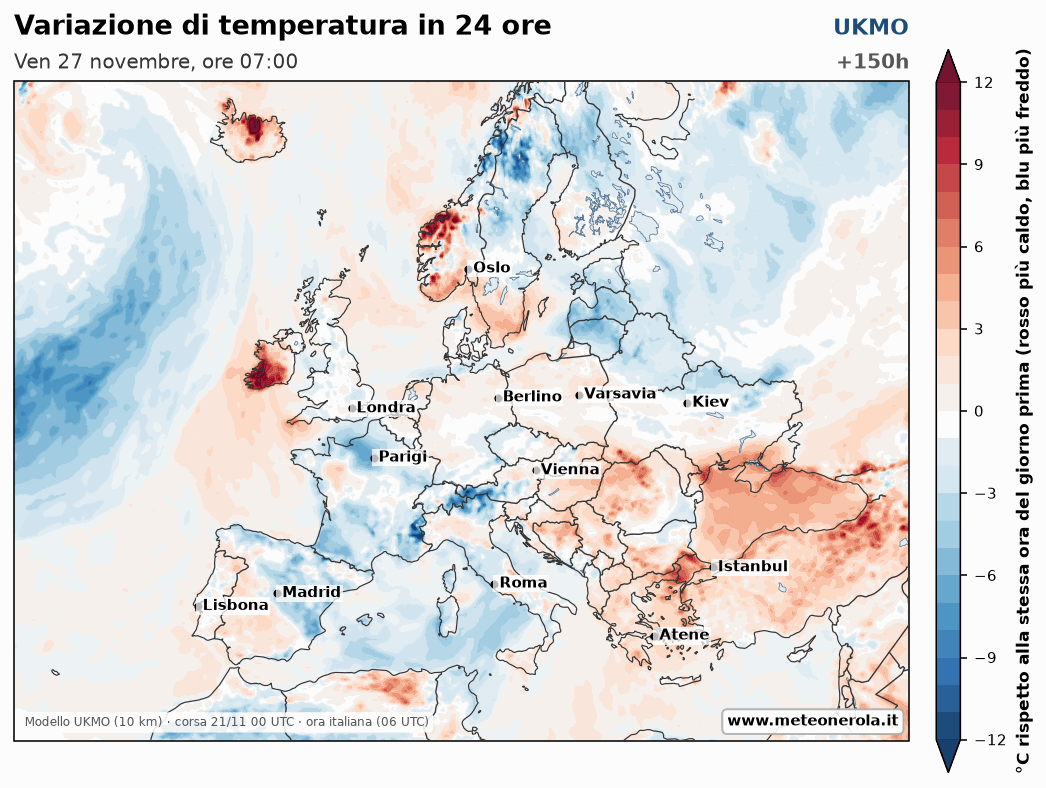 Variazione di temperatura in 24 ore
UKMO
Ven 27 novembre, ore 07:00
+150h
Oslo
Londra
Berlino
Varsavia
Kiev
Parigi
Vienna
Istanbul
Roma
Madrid
Lisbona
Atene
Modello UKMO (10 km) · corsa 21/11 00 UTC · ora italiana (06 UTC)
www.meteonerola.it
12
9
6
3
0
−3
−6
−9
−12
°C rispetto alla stessa ora del giorno prima (rosso più caldo, blu più freddo)